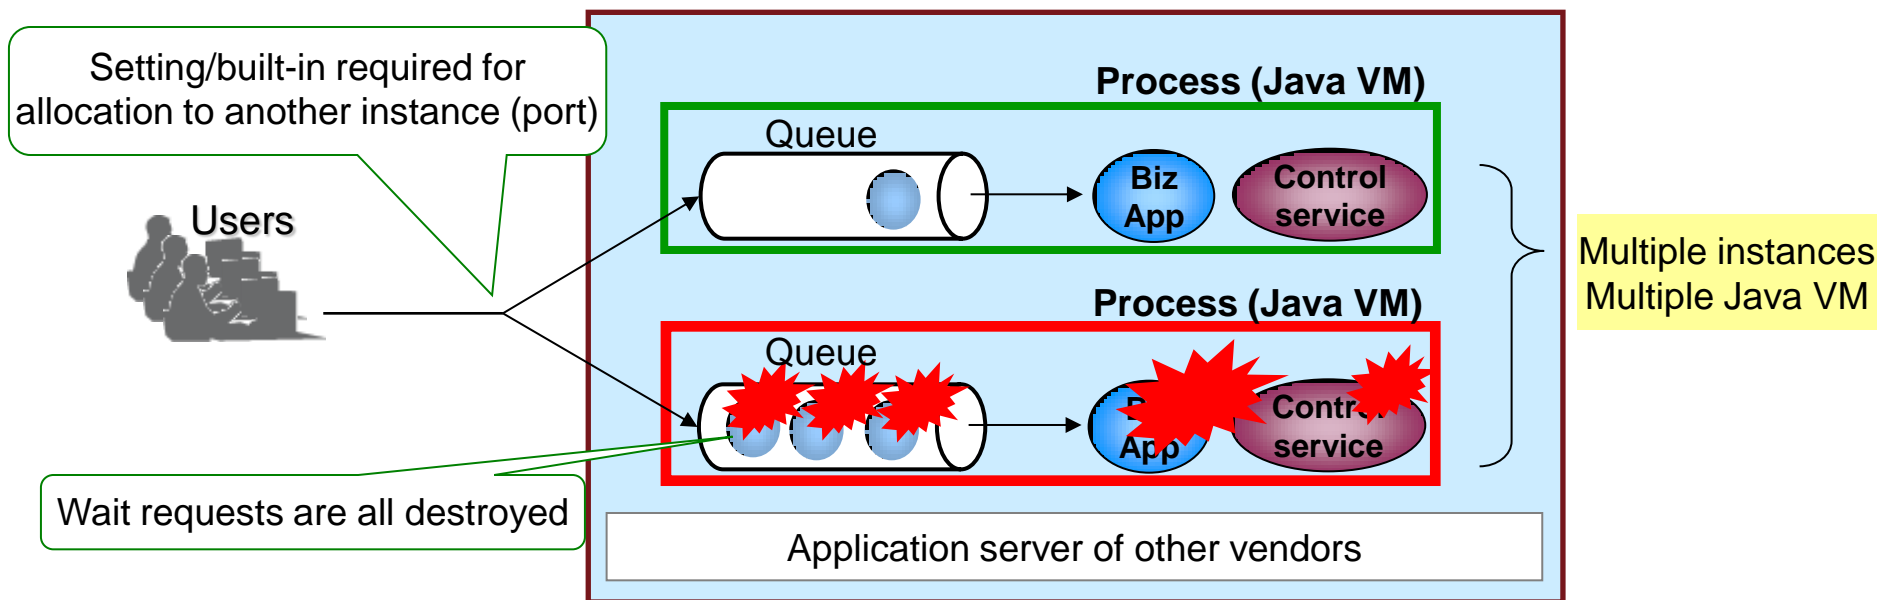 Setting/built-in required for
allocation to another instance (port)
Process (Java VM)
Queue
Biz
App
Control
service
Users
Multiple instances
Multiple Java VM
Process (Java VM)
Queue
App
Control
service
Wait requests are all destroyed
Application server of other vendors